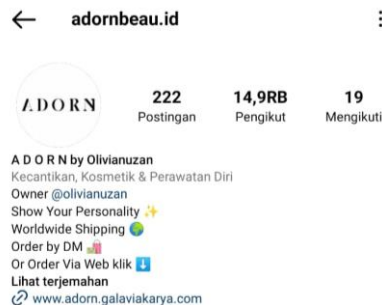 adornbeau.id
ADORN
222 14,9RB 19
Postingan Pengikut Mengikuti
A D O R N by Olivianuzan
Kecantikan, Kosmetik & Perawatan Diri
Owner @olivianuzan
Show Your Personality ✨
Worldwide Shipping 🌍
Order by DM 🛍️
Or Order Via Web klik ⬇️
Lihat terjemahan
www.adorn.galaviakarya.com